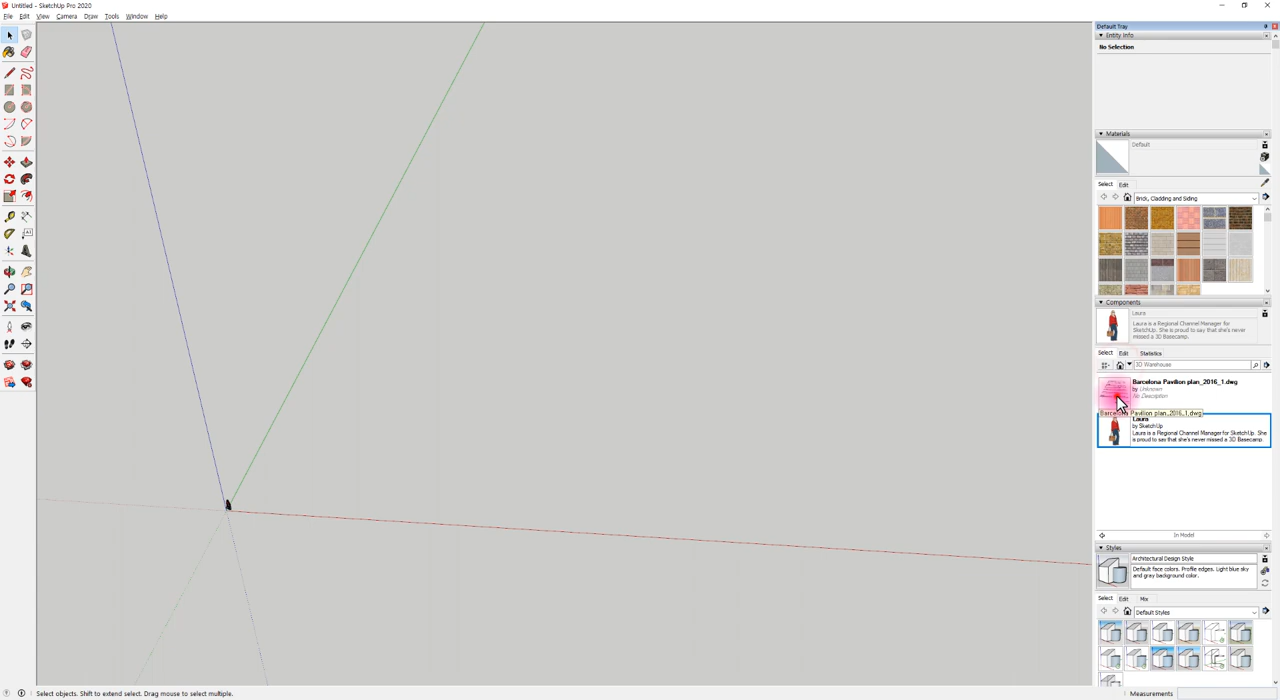 Untitled - SketchUp Pro 2020
File Edit View Camera Draw Tools Window Help
Default Tray
Entity Info
No Selection
Materials
Default
Select Edit
Brick, Cladding and Siding
Components
Laura
Laura is a Regional Channel Manager for
SketchUp. She is proud to say that she's never
missed a 3D Basecamp.
Select Edit Statistics
3D Warehouse
Barcelona Pavilion plan_2016_1.dwg
by Unknown
No Description
Barcelona Pavilion plan_2016_1.dwg
Laura
by SketchUp
Laura is a Regional Channel Manager for SketchUp. She
is proud to say that she's never missed a 3D Basecamp.
In Model
Styles
Architectural Design Style
Default face colors. Profile edges. Light blue sky
and gray background color.
Select Edit Mix
Default Styles
Select objects. Shift to extend select. Drag mouse to select multiple.
Measurements